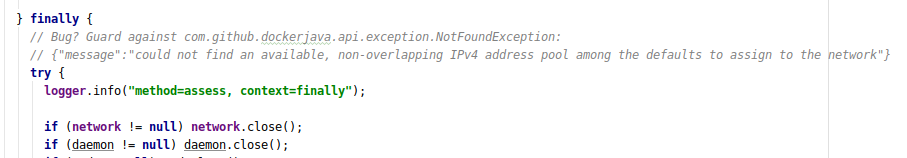 } finally {
// Bug? Guard against com.github.dockerjava.api.exception.NotFoundException:
// {"message":"could not find an available, non-overlapping IPv4 address pool among the defaults to assign to the network"}
try {
logger.info("method=assess, context=finally");
if (network != null) network.close();
if (daemon != null) daemon.close();